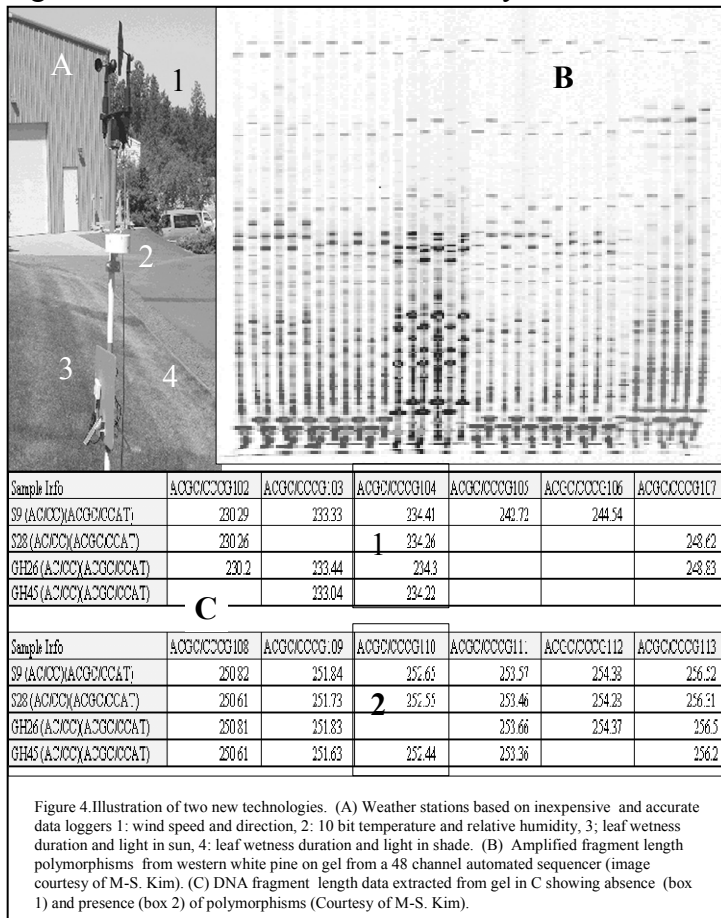 A
1
B
2
3
4
Sample Info ACGC/CCCG102 ACGC/CCCG103 ACGC/CCCG104 ACGC/CCCG105 ACGC/CCCG106 ACGC/CCCG107
S9 (AC/CC)(ACGC/CCAT) 230.29 233.33 234.41 242.72 244.54
S28 (AC/CC)(ACGC/CCAT) 230.26 1 234.26 248.62
GH26 (AC/CC)(ACGC/CCAT) 230.2 233.44 234.3 248.83
GH45 (AC/CC)(ACGC/CCAT) 233.04 234.22
C
Sample Info ACGC/CCCG108 ACGC/CCCG109 ACGC/CCCG110 ACGC/CCCG111 ACGC/CCCG112 ACGC/CCCG113
S9 (AC/CC)(ACGC/CCAT) 250.82 251.84 252.65 253.57 254.38 256.52
S28 (AC/CC)(ACGC/CCAT) 250.61 251.73 2 252.55 253.46 254.28 256.31
GH26 (AC/CC)(ACGC/CCAT) 250.81 251.83 253.66 254.37 256.5
GH45 (AC/CC)(ACGC/CCAT) 250.61 251.63 252.44 253.36 256.2
Figure 4.Illustration of two new technologies. (A) Weather stations based on inexpensive and accurate
data loggers 1: wind speed and direction, 2: 10 bit temperature and relative humidity, 3; leaf wetness
duration and light in sun, 4: leaf wetness duration and light in shade. (B) Amplified fragment length
polymorphisms from western white pine on gel from a 48 channel automated sequencer (image
courtesy of M-S. Kim). (C) DNA fragment length data extracted from gel in C showing absence (box
1) and presence (box 2) of polymorphisms (Courtesy of M-S. Kim).